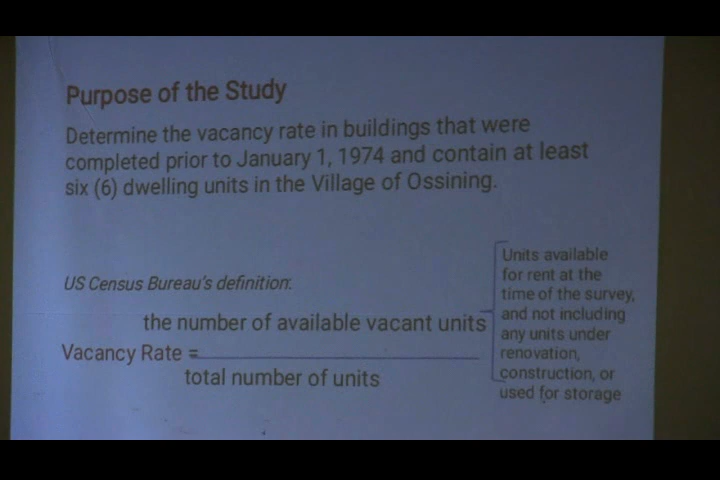 Purpose of the Study
Determine the vacancy rate in buildings that were
completed prior to January 1, 1974 and contain at least
six (6) dwelling units in the Village of Ossining.
US Census Bureau's definition:
the number of available vacant units
Vacancy Rate =
total number of units
Units available
for rent at the
time of the survey,
and not including
any units under
renovation,
construction, or
used for storage